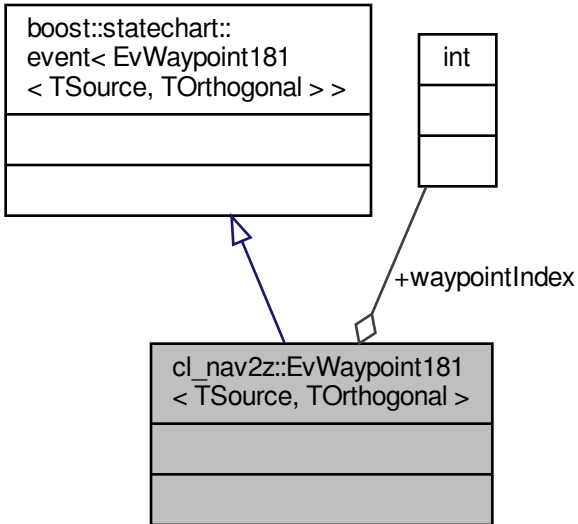 boost::statechart::
event< EvWaypoint181
< TSource, TOrthogonal > >
int
+waypointIndex
cl_nav2z::EvWaypoint181
< TSource, TOrthogonal >